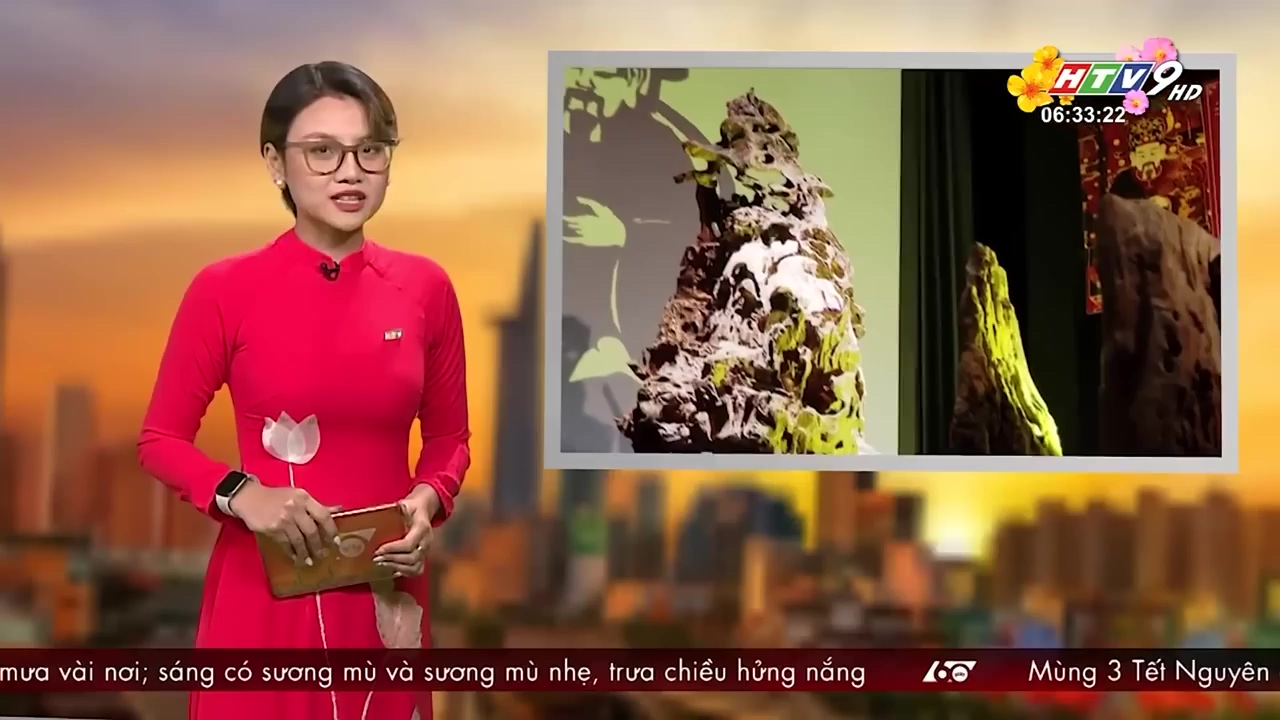 HTV9 HD
06:33:22
mưa vài nơi; sáng có sương mù và sương mù nhẹ, trưa chiều hửng nắng
60 Mùng 3 Tết Nguyên